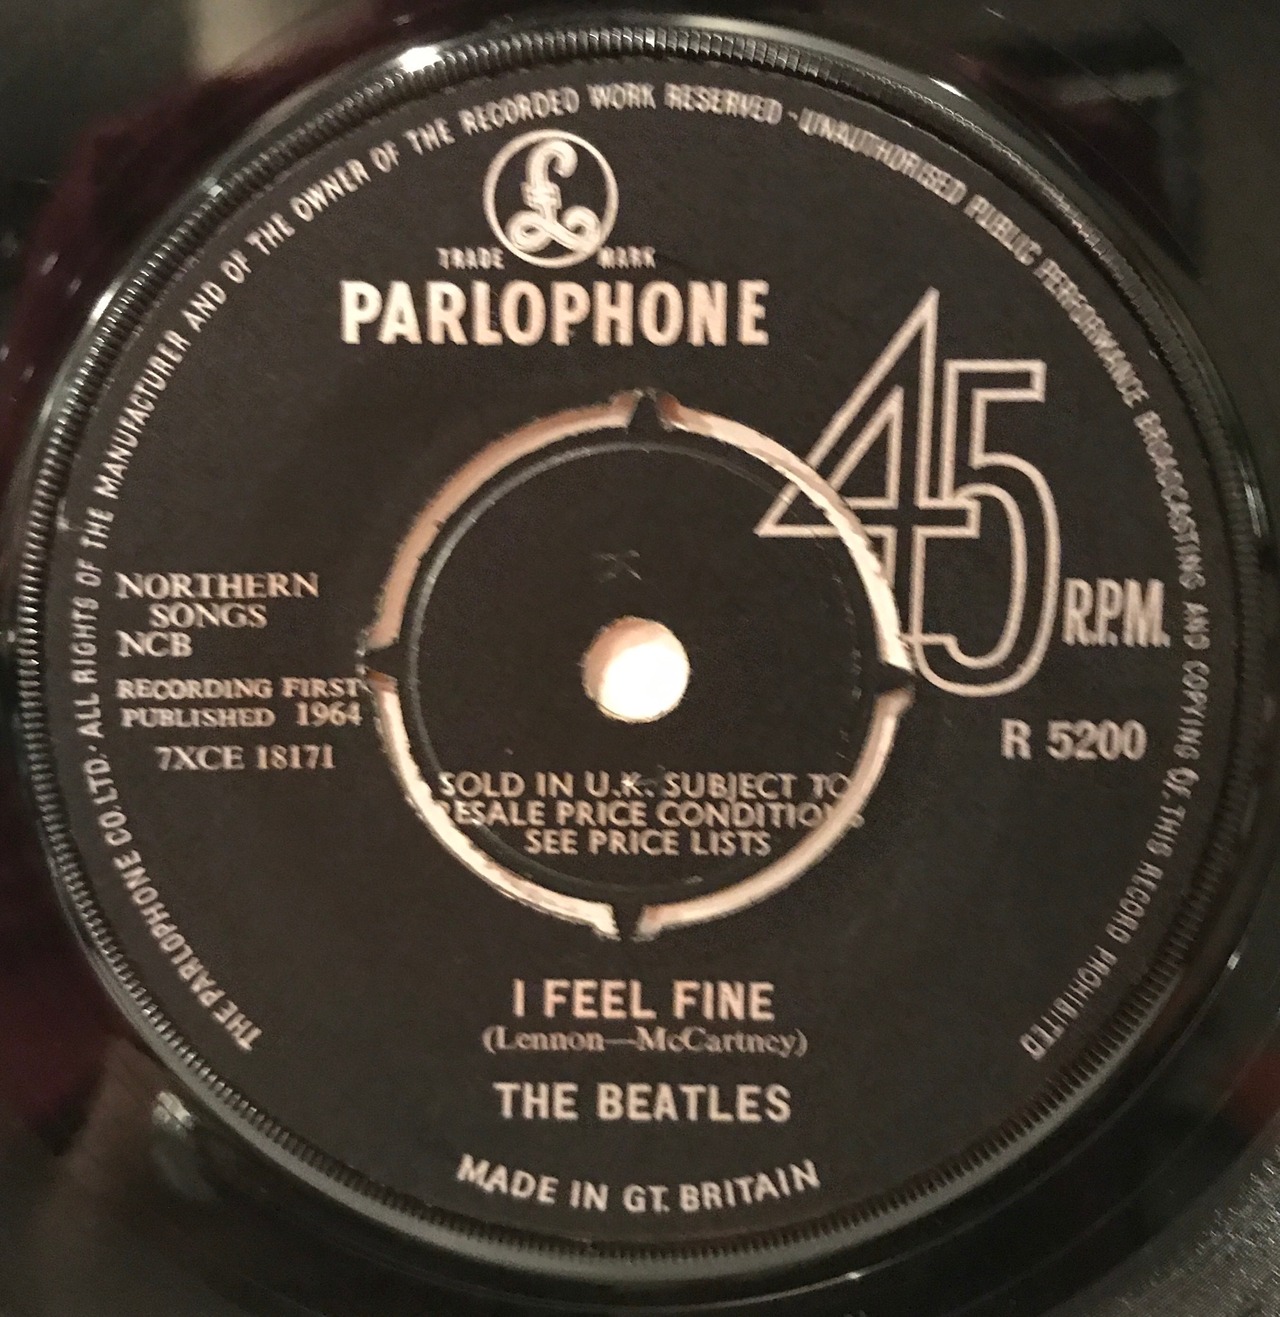 THE PARLOPHONE CO.LTD. · ALL RIGHTS OF THE MANUFACTURER AND OF THE OWNER OF THE RECORDED WORK RESERVED · UNAUTHORISED PUBLIC PERFORMANCE BROADCASTING AND COPYING OF THIS RECORD PROHIBITED
£
TRADE MARK
PARLOPHONE
45
R.P.M.
NORTHERN
SONGS
NCB
RECORDING FIRST
PUBLISHED 1964
7XCE 18171
R 5200
SOLD IN U.K. SUBJECT TO
RESALE PRICE CONDITIONS
SEE PRICE LISTS
I FEEL FINE
(Lennon—McCartney)
THE BEATLES
MADE IN GT. BRITAIN